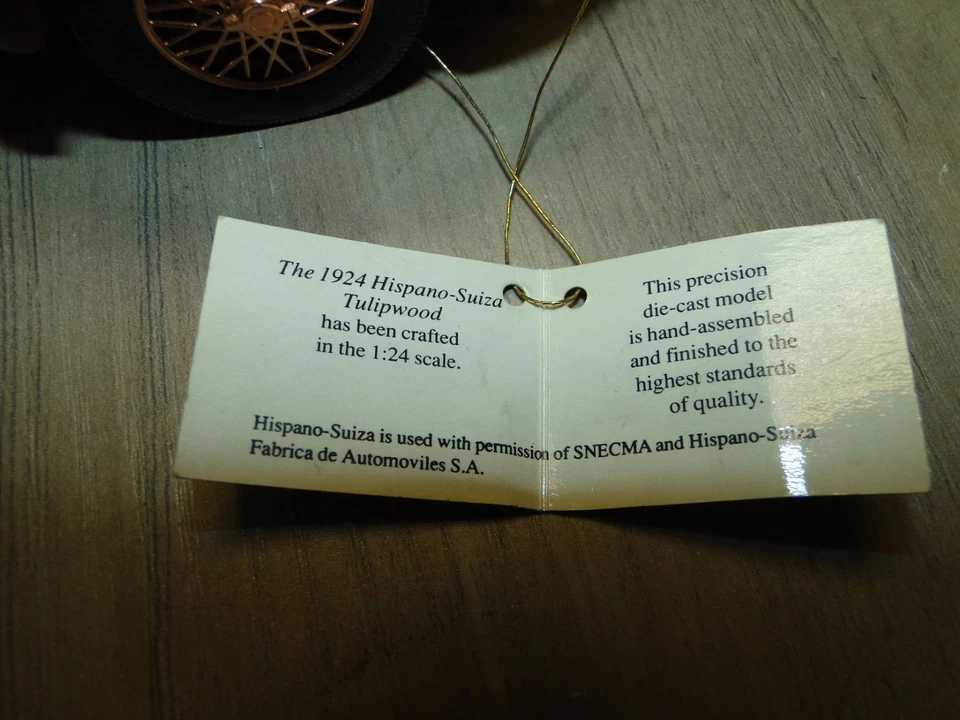 The 1924 Hispano-Suiza
Tulipwood
has been crafted
in the 1:24 scale.
This precision
die-cast model
is hand-assembled
and finished to the
highest standards
of quality.
Hispano-Suiza is used with permission of SNECMA and Hispano-Suiza
Fabrica de Automoviles S.A.